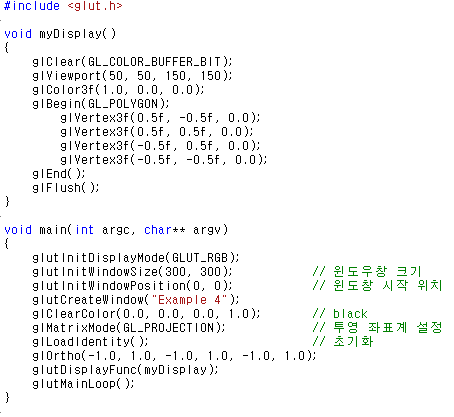 #include <glut.h>
void myDisplay()
{
glClear(GL_COLOR_BUFFER_BIT);
glViewport(50, 50, 150, 150);
glColor3f(1.0, 0.0, 0.0);
glBegin(GL_POLYGON);
glVertex3f(0.5f, -0.5f, 0.0);
glVertex3f(0.5f, 0.5f, 0.0);
glVertex3f(-0.5f, 0.5f, 0.0);
glVertex3f(-0.5f, -0.5f, 0.0);
glEnd();
glFlush();
}
void main(int argc, char** argv)
{
glutInitDisplayMode(GLUT_RGB);
glutInitWindowSize(300, 300); // 윈도우창 크기
glutInitWindowPosition(0, 0); // 윈도창 시작 위치
glutCreateWindow("Example 4");
glClearColor(0.0, 0.0, 0.0, 1.0); // black
glMatrixMode(GL_PROJECTION); // 투영 좌표계 설정
glLoadIdentity(); // 초기화
glOrtho(-1.0, 1.0, -1.0, 1.0, -1.0, 1.0);
glutDisplayFunc(myDisplay);
glutMainLoop();
}